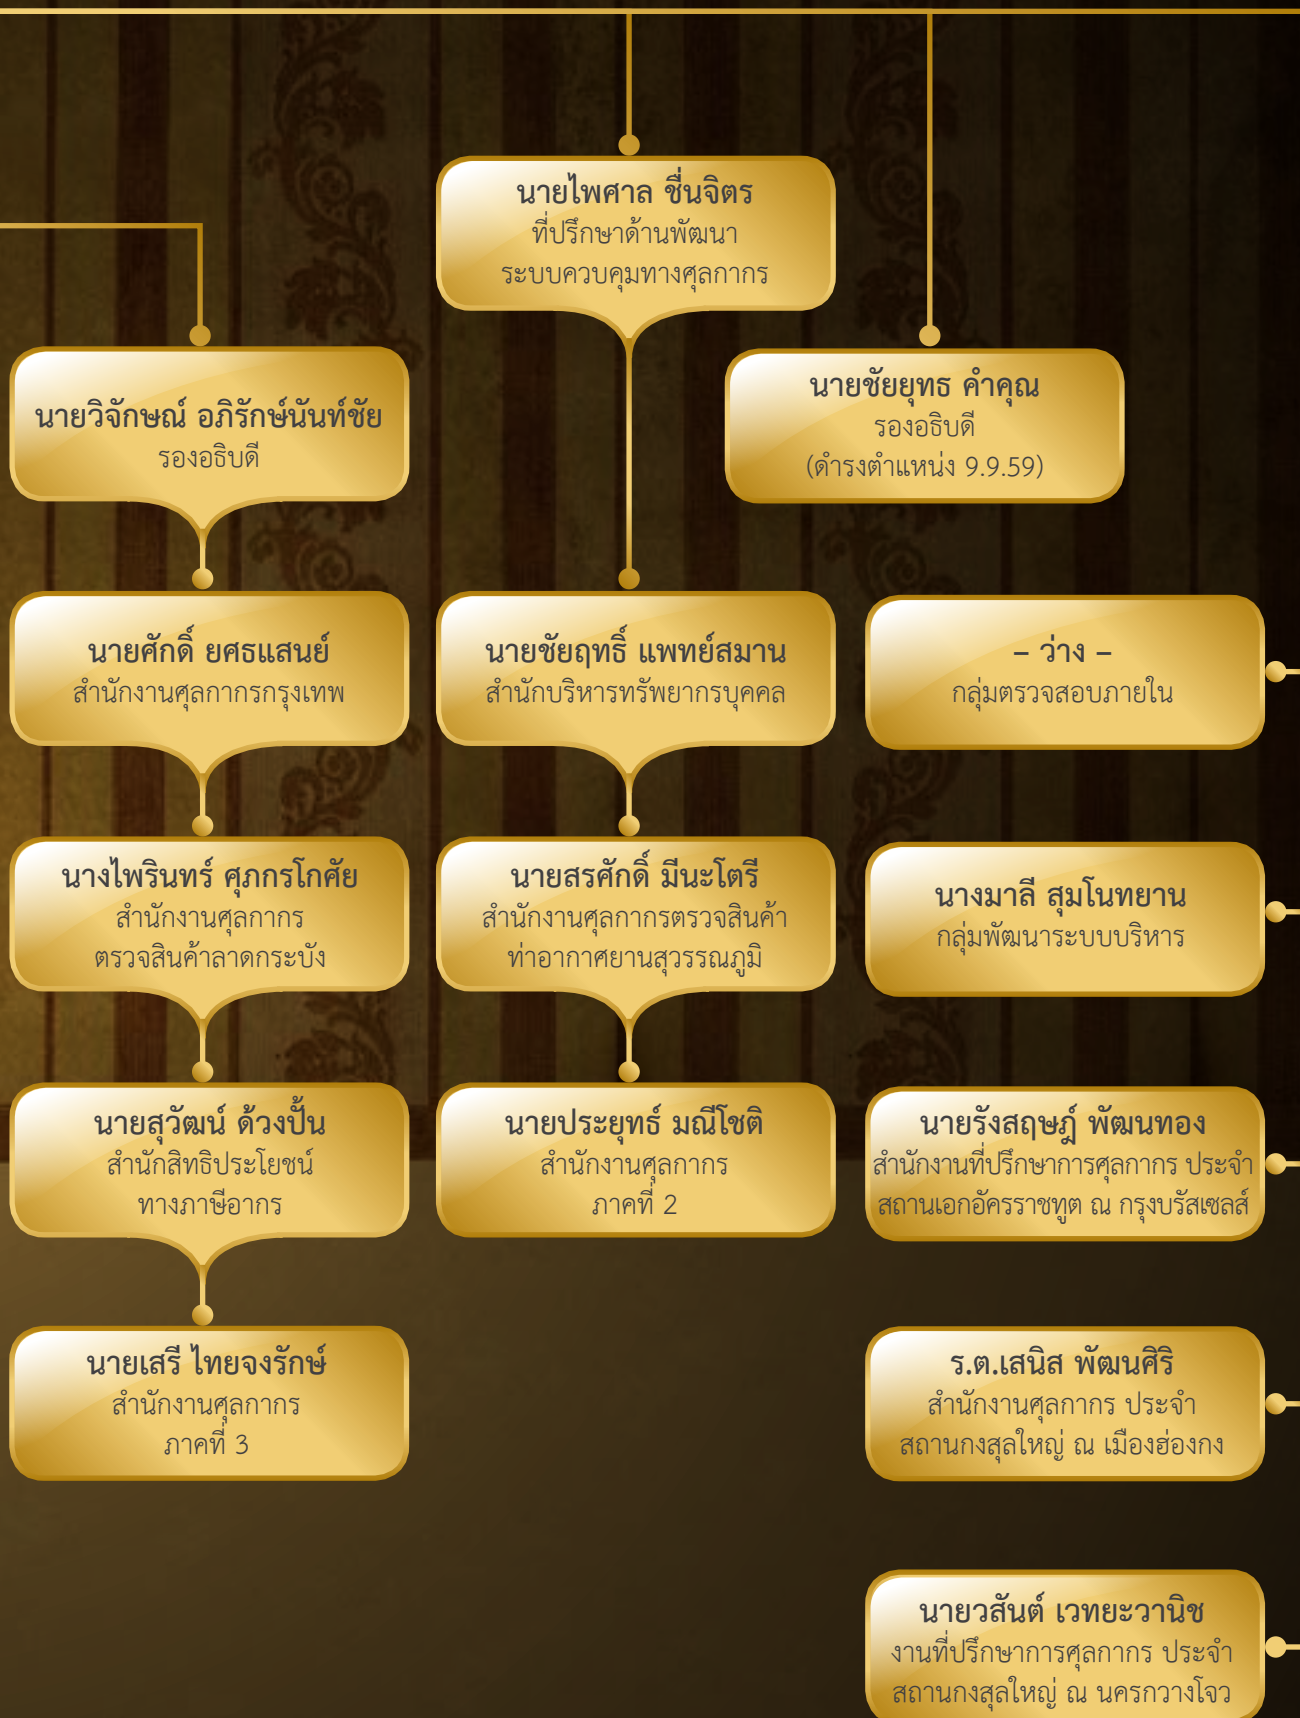 นายไพศาล ชื่นจิตร
ที่ปรึกษาด้านพัฒนา
ระบบควบคุมทางศุลกากร
นายวิจักษณ์ อภิรักษ์นันท์ชัย
รองอธิบดี
นายชัยยุทธ คำคุณ
รองอธิบดี
(ดำรงตำแหน่ง 9.9.59)
นายศักดิ์ ยศธแสนย์
สำนักงานศุลกากรกรุงเทพ
นายชัยฤทธิ์ แพทย์สมาน
สำนักบริหารทรัพยากรบุคคล
– ว่าง –
กลุ่มตรวจสอบภายใน
นางไพรินทร์ ศุภกรโกศัย
สำนักงานศุลกากร
ตรวจสินค้าลาดกระบัง
นายสรศักดิ์ มีนะโตรี
สำนักงานศุลกากรตรวจสินค้า
ท่าอากาศยานสุวรรณภูมิ
นางมาลี สุมโนทยาน
กลุ่มพัฒนาระบบบริหาร
นายสุวัฒน์ ด้วงปั้น
สำนักสิทธิประโยชน์
ทางภาษีอากร
นายประยุทธ์ มณีโชติ
สำนักงานศุลกากร
ภาคที่ 2
นายรังสฤษฎ์ พัฒนทอง
สำนักงานที่ปรึกษาการศุลกากร ประจำ
สถานเอกอัครราชทูต ณ กรุงบรัสเซลส์
นายเสรี ไทยจงรักษ์
สำนักงานศุลกากร
ภาคที่ 3
ร.ต.เสนิส พัฒนศิริ
สำนักงานศุลกากร ประจำ
สถานกงสุลใหญ่ ณ เมืองฮ่องกง
นายวสันต์ เวทยะวานิช
งานที่ปรึกษาการศุลกากร ประจำ
สถานกงสุลใหญ่ ณ นครกวางโจว